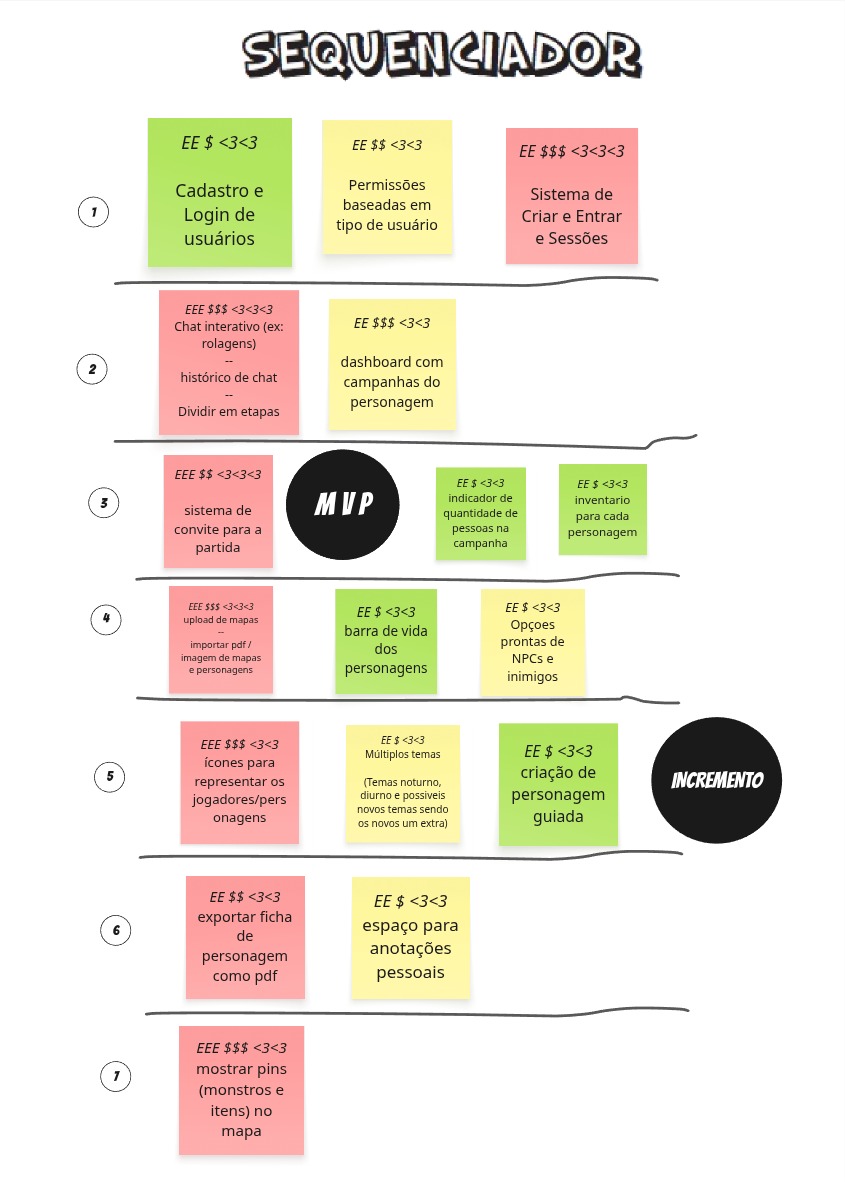 SEQUENCIADOR
1
EE $ <3<3
Cadastro e
Login de
usuários
EE $$ <3<3
Permissões
baseadas em
tipo de usuário
EE $$$ <3<3<3
Sistema de
Criar e Entrar
e Sessões
2
EEE $$$ <3<3<3
Chat interativo (ex:
rolagens)
--
histórico de chat
--
Dividir em etapas
EE $$$ <3<3
dashboard com
campanhas do
personagem
3
EEE $$ <3<3<3
sistema de
convite para a
partida
MVP
EE $ <3<3
indicador de
quantidade de
pessoas na
campanha
EE $ <3<3
inventario
para cada
personagem
4
EEE $$$ <3<3<3
upload de mapas
--
importar pdf /
imagem de mapas
e personagens
EE $ <3<3
barra de vida
dos
personagens
EE $ <3<3
Opçoes
prontas de
NPCs e
inimigos
5
EEE $$$ <3<3
ícones para
representar os
jogadores/pers
onagens
EE $ <3<3
Múltiplos temas
(Temas noturno,
diurno e possiveis
novos temas sendo
os novos um extra)
EE $ <3<3
criação de
personagem
guiada
INCREMENTO
6
EE $$ <3<3
exportar ficha
de
personagem
como pdf
EE $ <3<3
espaço para
anotações
pessoais
7
EEE $$$ <3<3
mostrar pins
(monstros e
itens) no
mapa